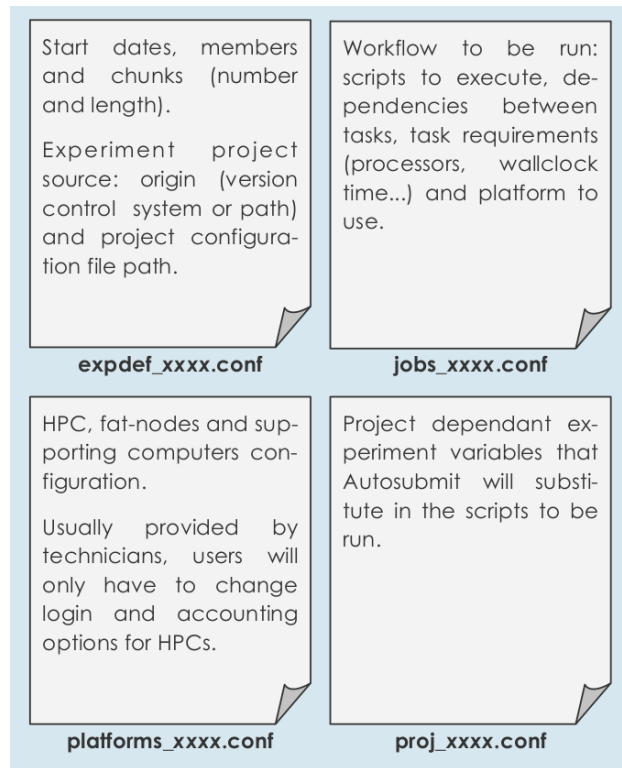 Start dates, members
and chunks (number
and length).
Experiment project
source: origin (version
control system or path)
and project configura-
tion file path.
expdef_xxxx.conf
Workflow to be run:
scripts to execute, de-
pendencies between
tasks, task requirements
(processors, wallclock
time...) and platform to
use.
jobs_xxxx.conf
HPC, fat-nodes and sup-
porting computers con-
figuration.
Usually provided by
technicians, users will
only have to change
login and accounting
options for HPCs.
platforms_xxxx.conf
Project dependant ex-
periment variables that
Autosubmit will substi-
tute in the scripts to be
run.
proj_xxxx.conf